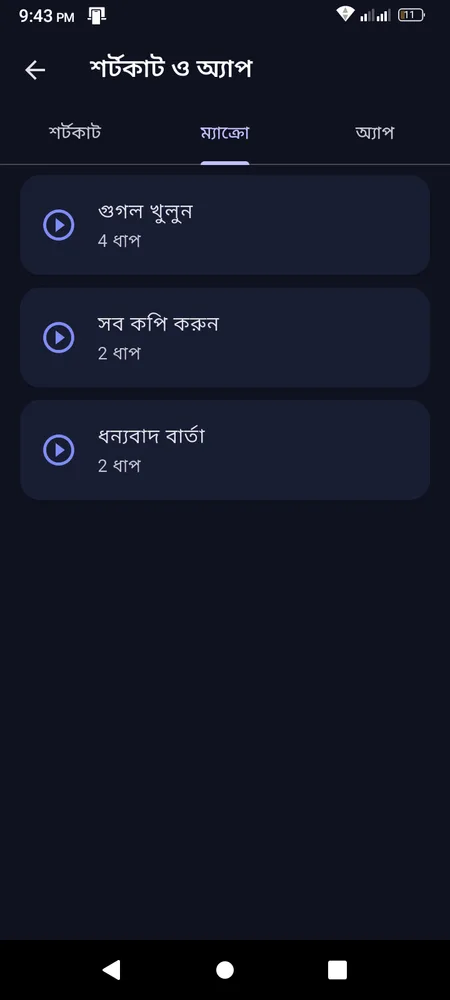 9:43 PM
11
শর্টকাট ও অ্যাপ
শর্টকাট
ম্যাক্রো
অ্যাপ
গুগল খুলুন
4 ধাপ
সব কপি করুন
2 ধাপ
ধন্যবাদ বার্তা
2 ধাপ